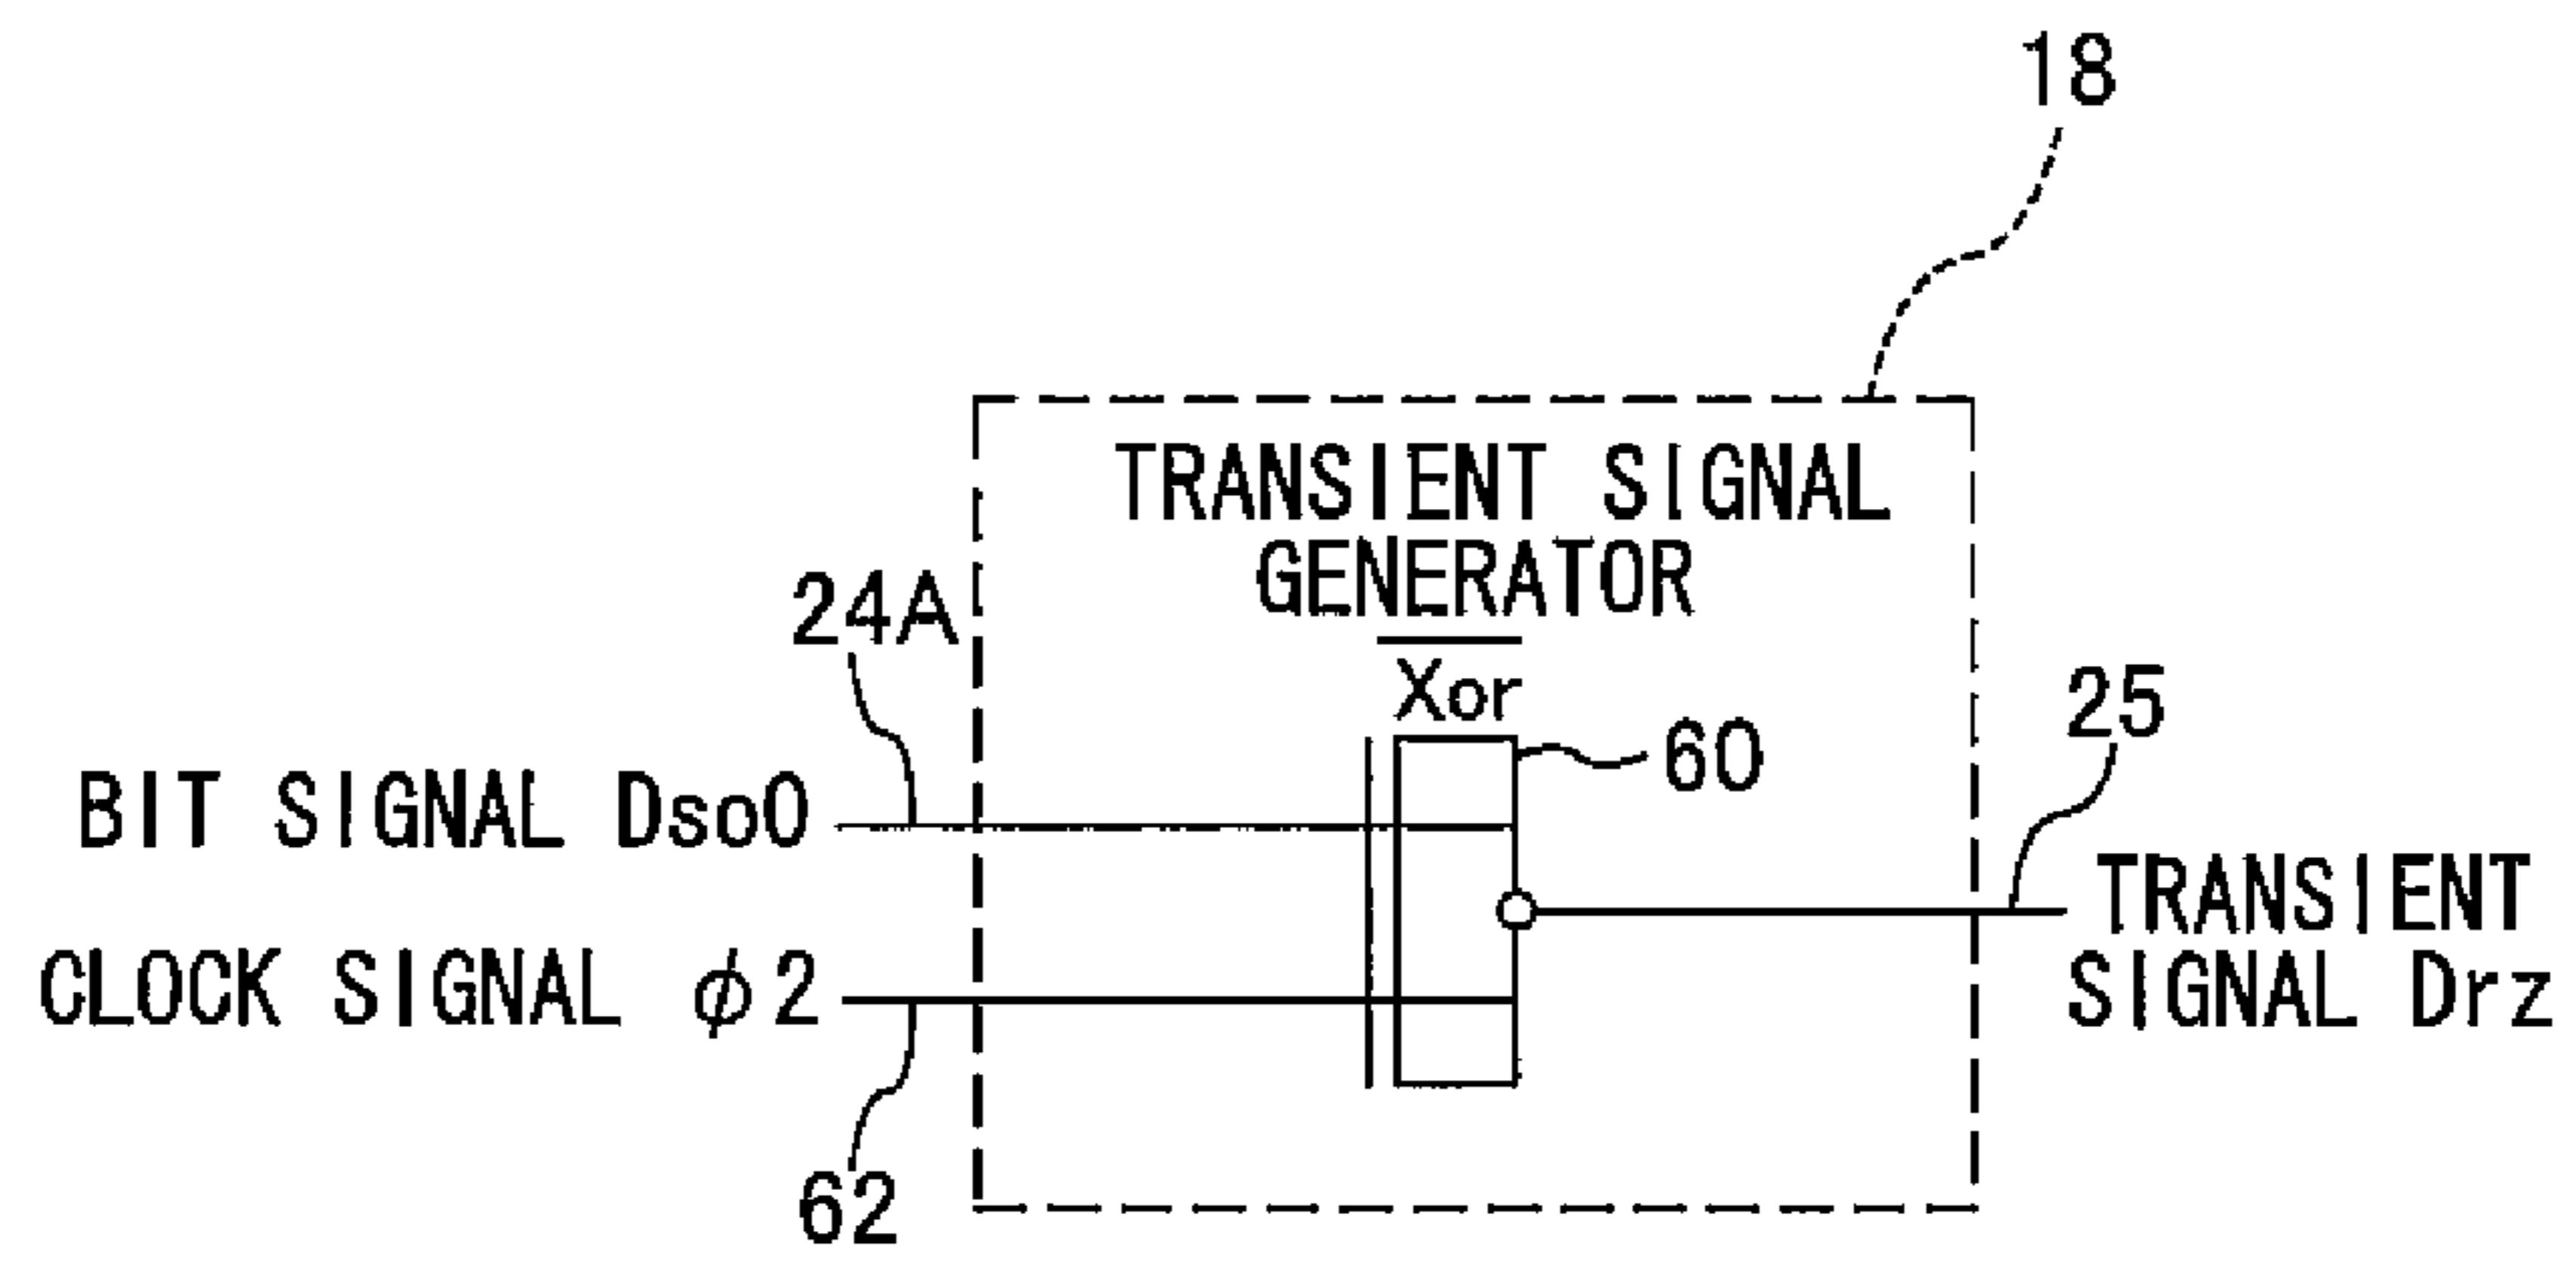 18
TRANSIENT SIGNAL
GENERATOR
24A
Xor
25
60
BIT SIGNAL Dso0
TRANSIENT
CLOCK SIGNAL φ2
SIGNAL Drz
62